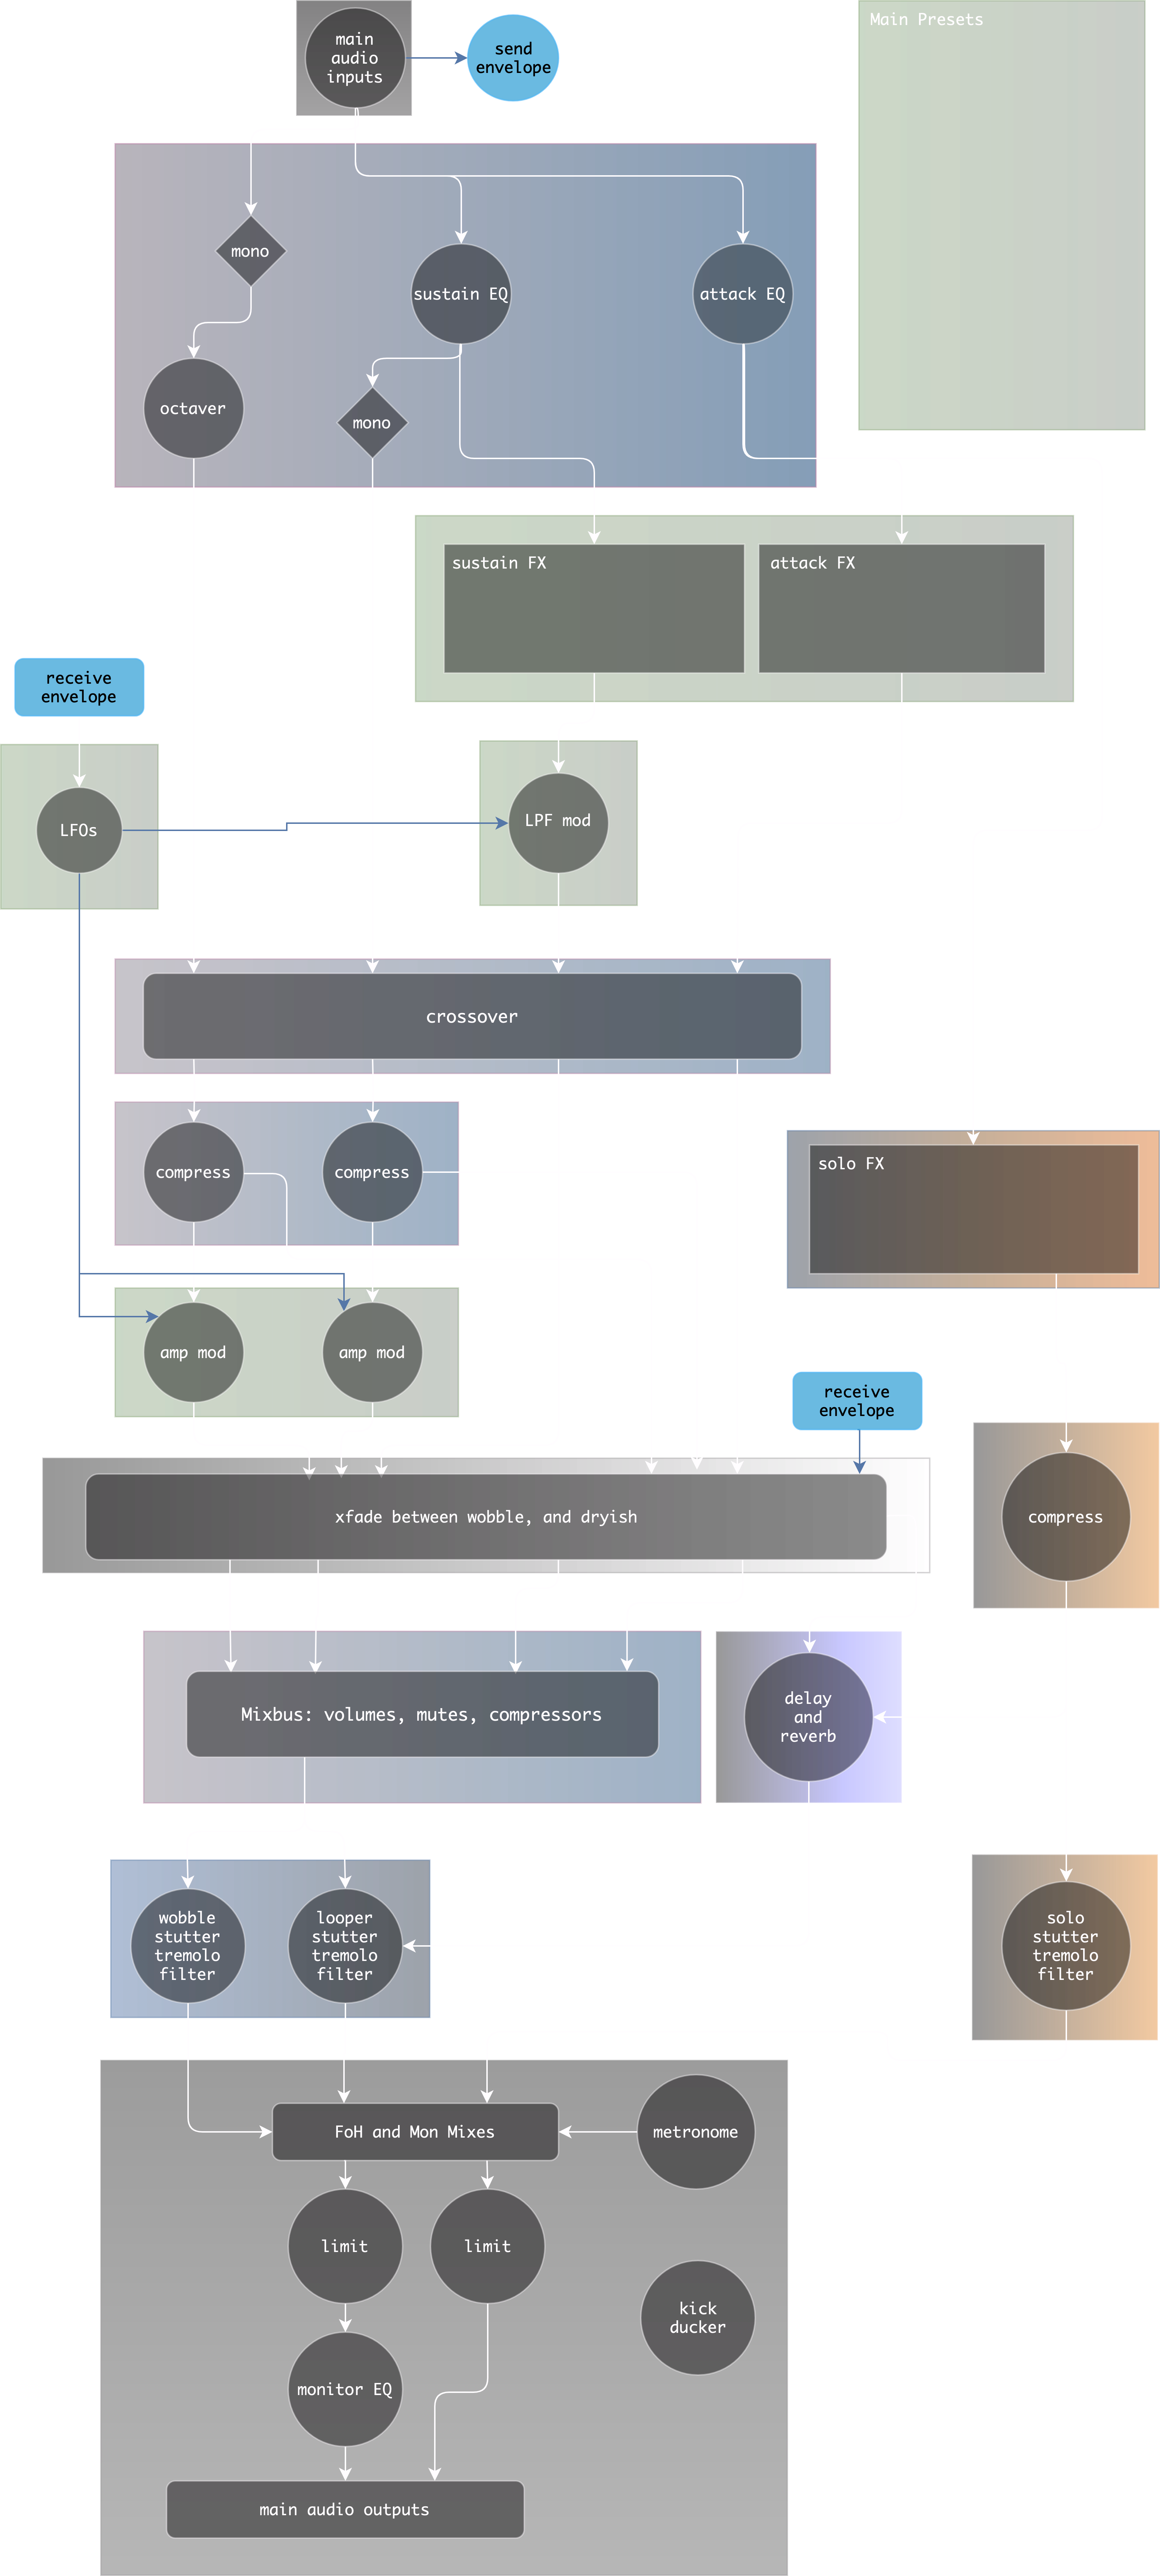 main
audio
inputs
send
envelope
Main Presets
mono
sustain EQ
attack EQ
octaver
mono
sustain FX
attack FX
receive
envelope
LFOs
LPF mod
crossover
compress
compress
solo FX
amp mod
amp mod
receive
envelope
xfade between wobble, and dryish
compress
Mixbus: volumes, mutes, compressors
delay
and
reverb
wobble
stutter
tremolo
filter
looper
stutter
tremolo
filter
solo
stutter
tremolo
filter
FoH and Mon Mixes
metronome
limit
limit
kick
ducker
monitor EQ
main audio outputs